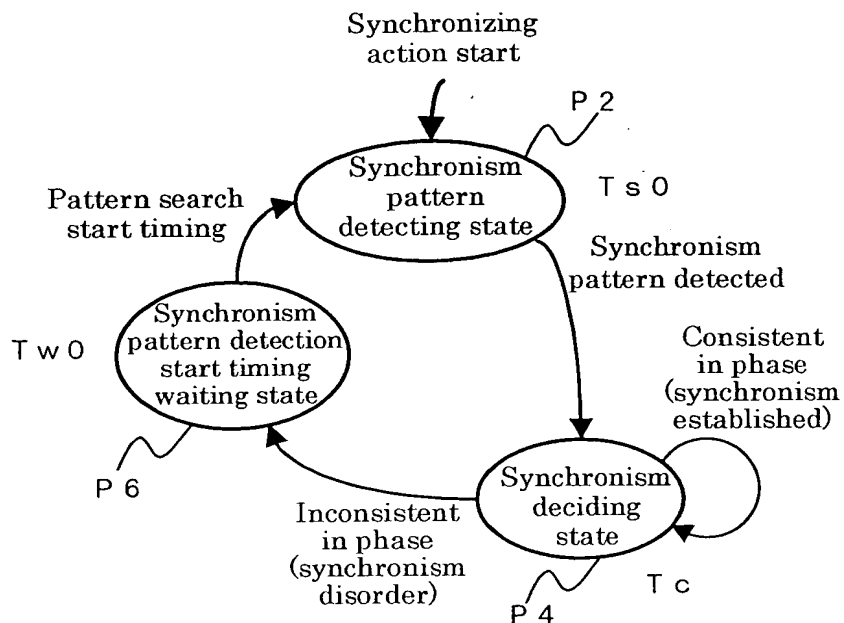 Synchronizing
action start
P 2
Synchronism
pattern
detecting state
T s 0
Pattern search
start timing
Synchronism
pattern detected
Synchronism
pattern detection
start timing
waiting state
T w 0
P 6
Consistent
in phase
(synchronism
established)
Synchronism
deciding
state
Inconsistent
in phase
(synchronism
disorder)
P 4
T c